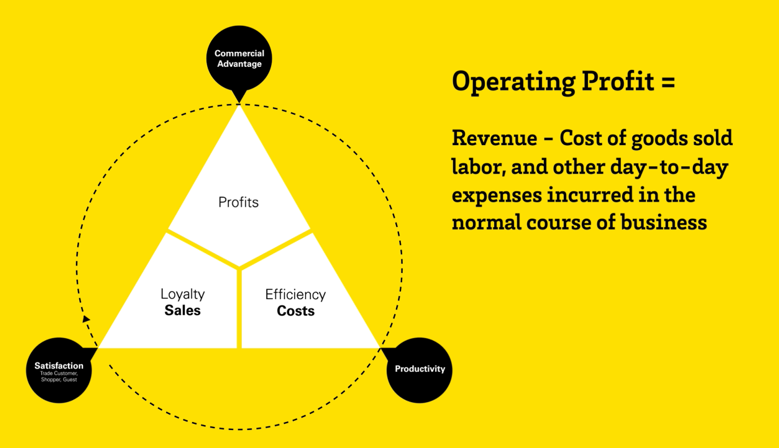 Commercial
Advantage
Operating Profit =
Revenue - Cost of goods sold
labor, and other day-to-day
expenses incurred in the
normal course of business
Profits
Loyalty
Sales
Efficiency
Costs
Satisfaction
Trade Customer,
Shopper, Guest
Productivity